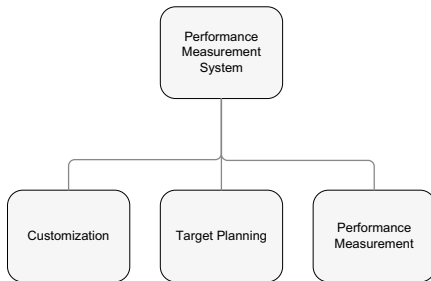 Performance
Measurement
System
Customization
Target Planning
Performance
Measurement